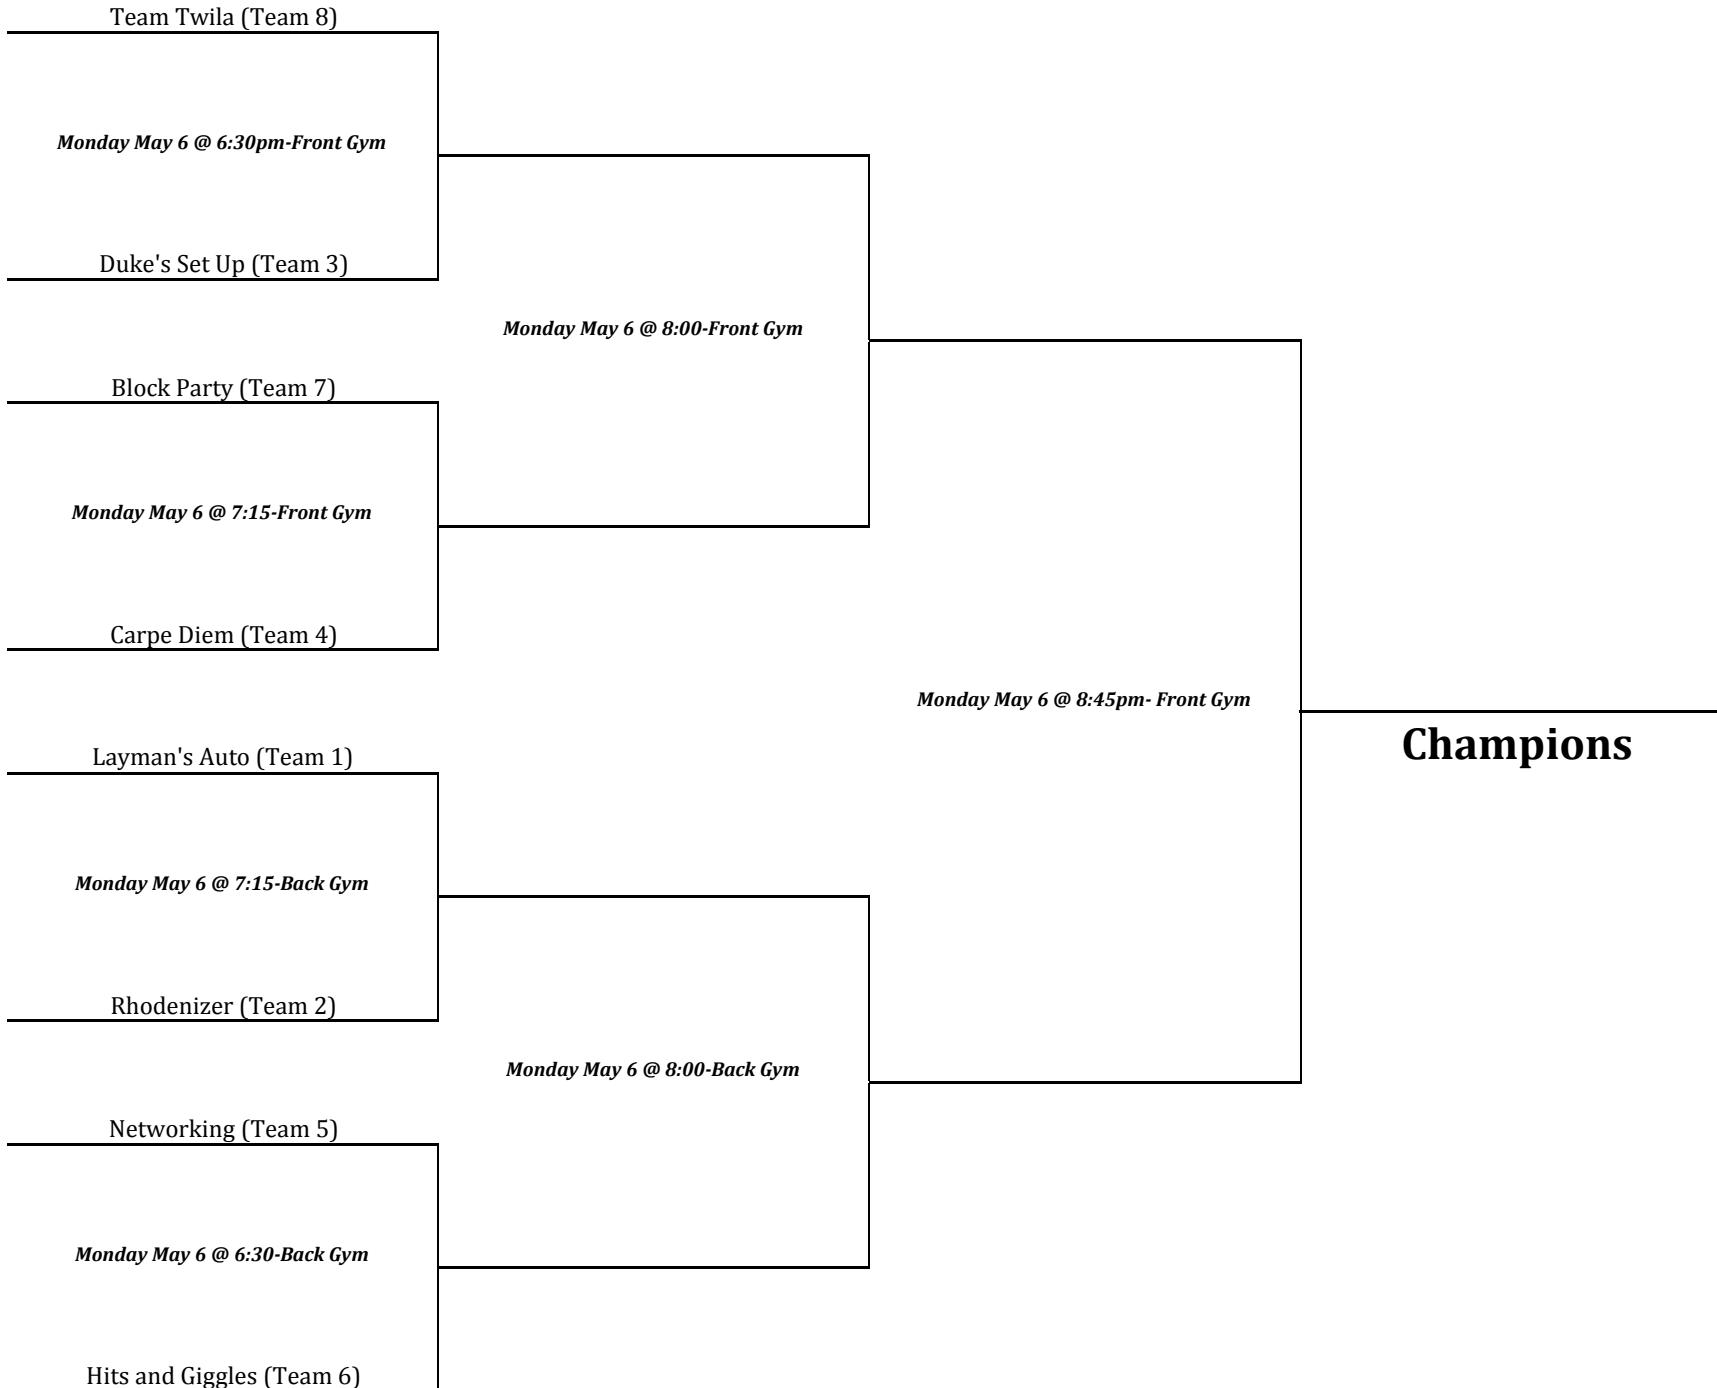 Team Twila (Team 8)
Monday May 6 @ 6:30pm-Front Gym
Duke's Set Up (Team 3)
Monday May 6 @ 8:00-Front Gym
Block Party (Team 7)
Monday May 6 @ 7:15-Front Gym
Carpe Diem (Team 4)
Monday May 6 @ 8:45pm- Front Gym
Champions
Layman's Auto (Team 1)
Monday May 6 @ 7:15-Back Gym
Rhodenizer (Team 2)
Monday May 6 @ 8:00-Back Gym
Networking (Team 5)
Monday May 6 @ 6:30-Back Gym
Hits and Giggles (Team 6)